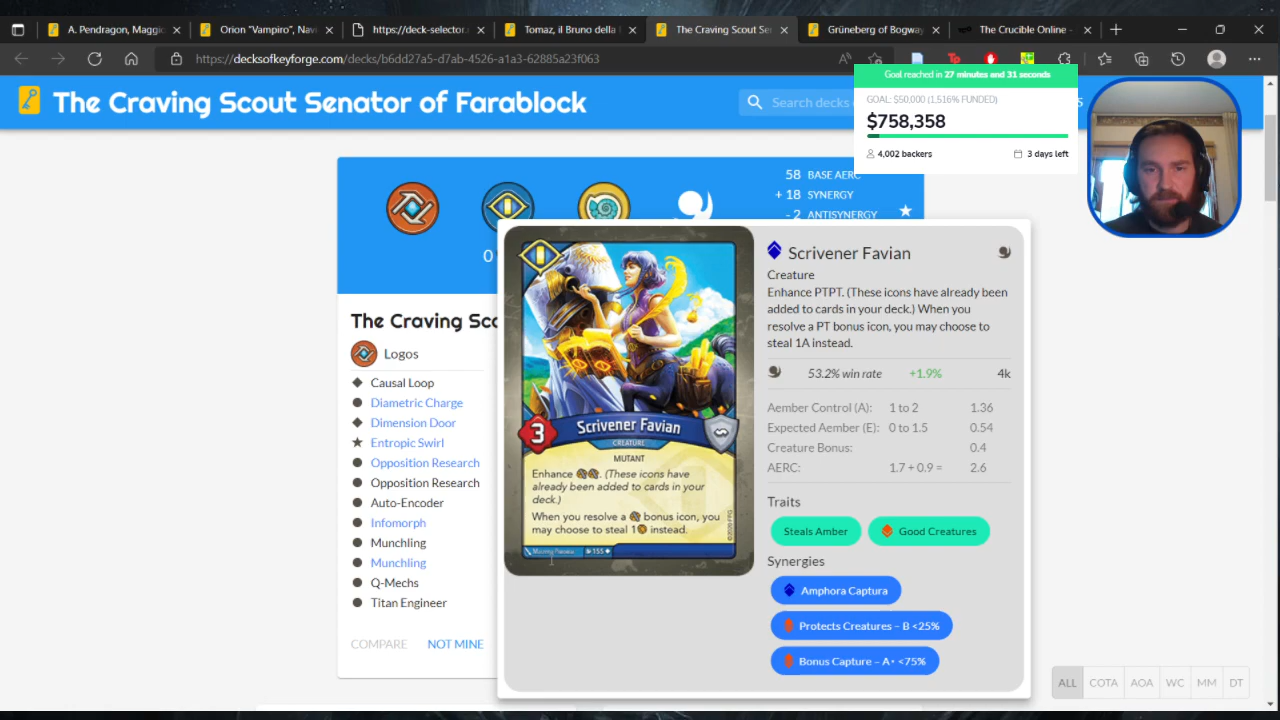 A. Pendragon, Maggio
Orion "Vampiro", Navi
https://deck-selector.
Tomaz, il Bruno della
The Craving Scout Se
Grüneberg of Bogway
The Crucible Online -
https://decksofkeyforge.com/decks/b6dd27a5-d7ab-4526-a1a3-62885a23f063
Goal reached in 27 minutes and 31 seconds
GOAL: $50,000 (1,516% FUNDED)
$758,358
4,002 backers
3 days left
The Craving Scout Senator of Farablock
Search decks
S
58 BASE AERC
+ 18 SYNERGY
- 2 ANTISYNERGY
0
The Craving Sco
Logos
Causal Loop
Diametric Charge
Dimension Door
Entropic Swirl
Opposition Research
Opposition Research
Auto-Encoder
Infomorph
Munchling
Munchling
Q-Mechs
Titan Engineer
COMPARE
NOT MINE
3
Scrivener Favian
CREATURE
MUTANT
Enhance . (These icons have
already been added to cards in your
deck.)
When you resolve a bonus icon, you
may choose to steal 1 instead.
155
Scrivener Favian
Creature
Enhance PTPT. (These icons have already been
added to cards in your deck.) When you
resolve a PT bonus icon, you may choose to
steal 1A instead.
53.2% win rate +1.9% 4k
Aember Control (A): 1 to 2 1.36
Expected Aember (E): 0 to 1.5 0.54
Creature Bonus: 0.4
AERC: 1.7 + 0.9 = 2.6
Traits
Steals Amber
Good Creatures
Synergies
Amphora Captura
Protects Creatures – B <25%
Bonus Capture – A• <75%
ALL COTA AOA WC MM DT